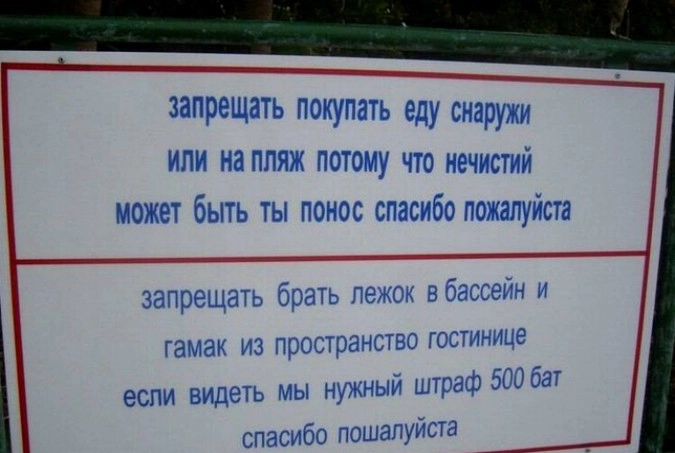 запрещать покупать еду снаружи
или на пляж потому что нечистий
может быть ты понос спасибо пожалуйста
запрещать брать лежок в бассейн и
гамак из пространство гостинице
если видеть мы нужный штраф 500 бат
спасибо пошалуйста